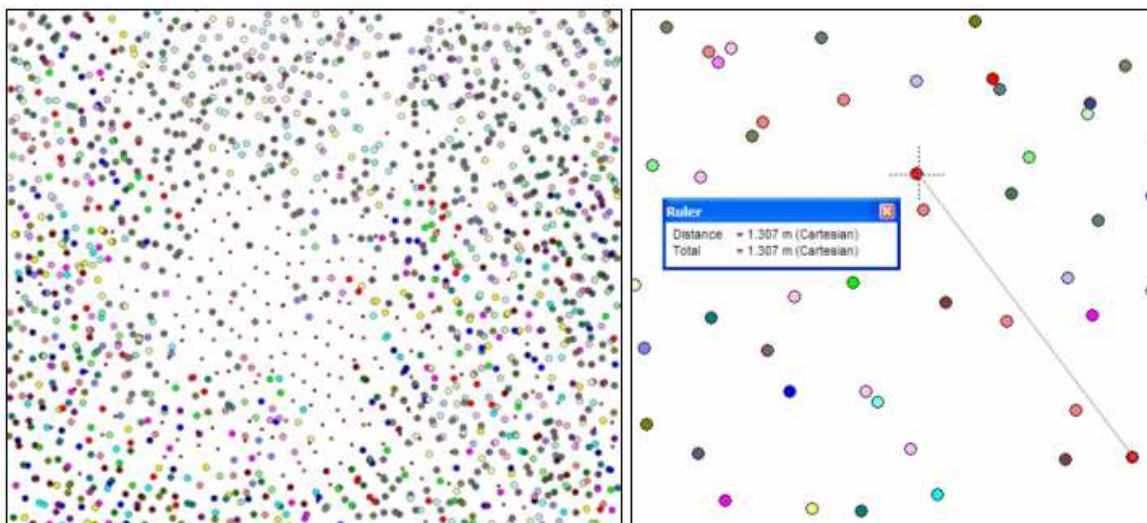 Ruler
Distance = 1.307 m (Cartesian)
Total = 1.307 m (Cartesian)